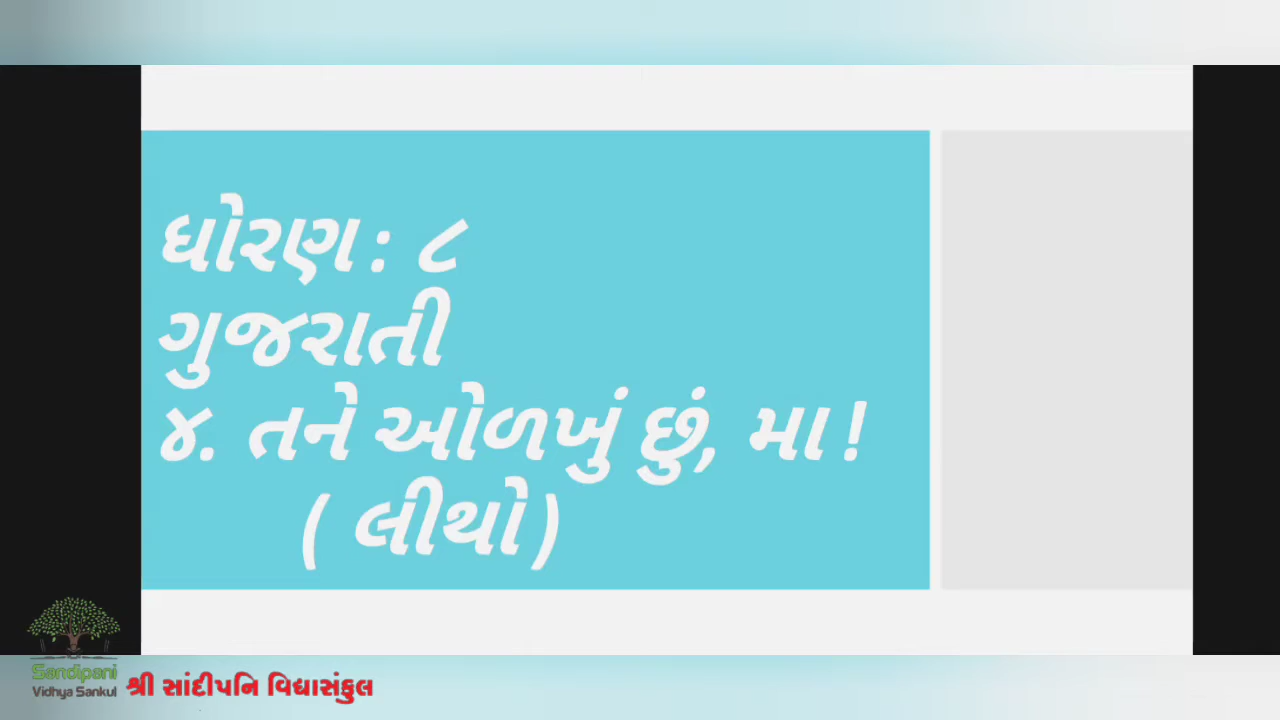 ધોરણ : ૮
ગુજરાતી
૪. તને ઓળખું છું, મા !
( લીથો )
Sandipani
Vidhya Sankul
શ્રી સાંદીપનિ વિદ્યાસંકુલ